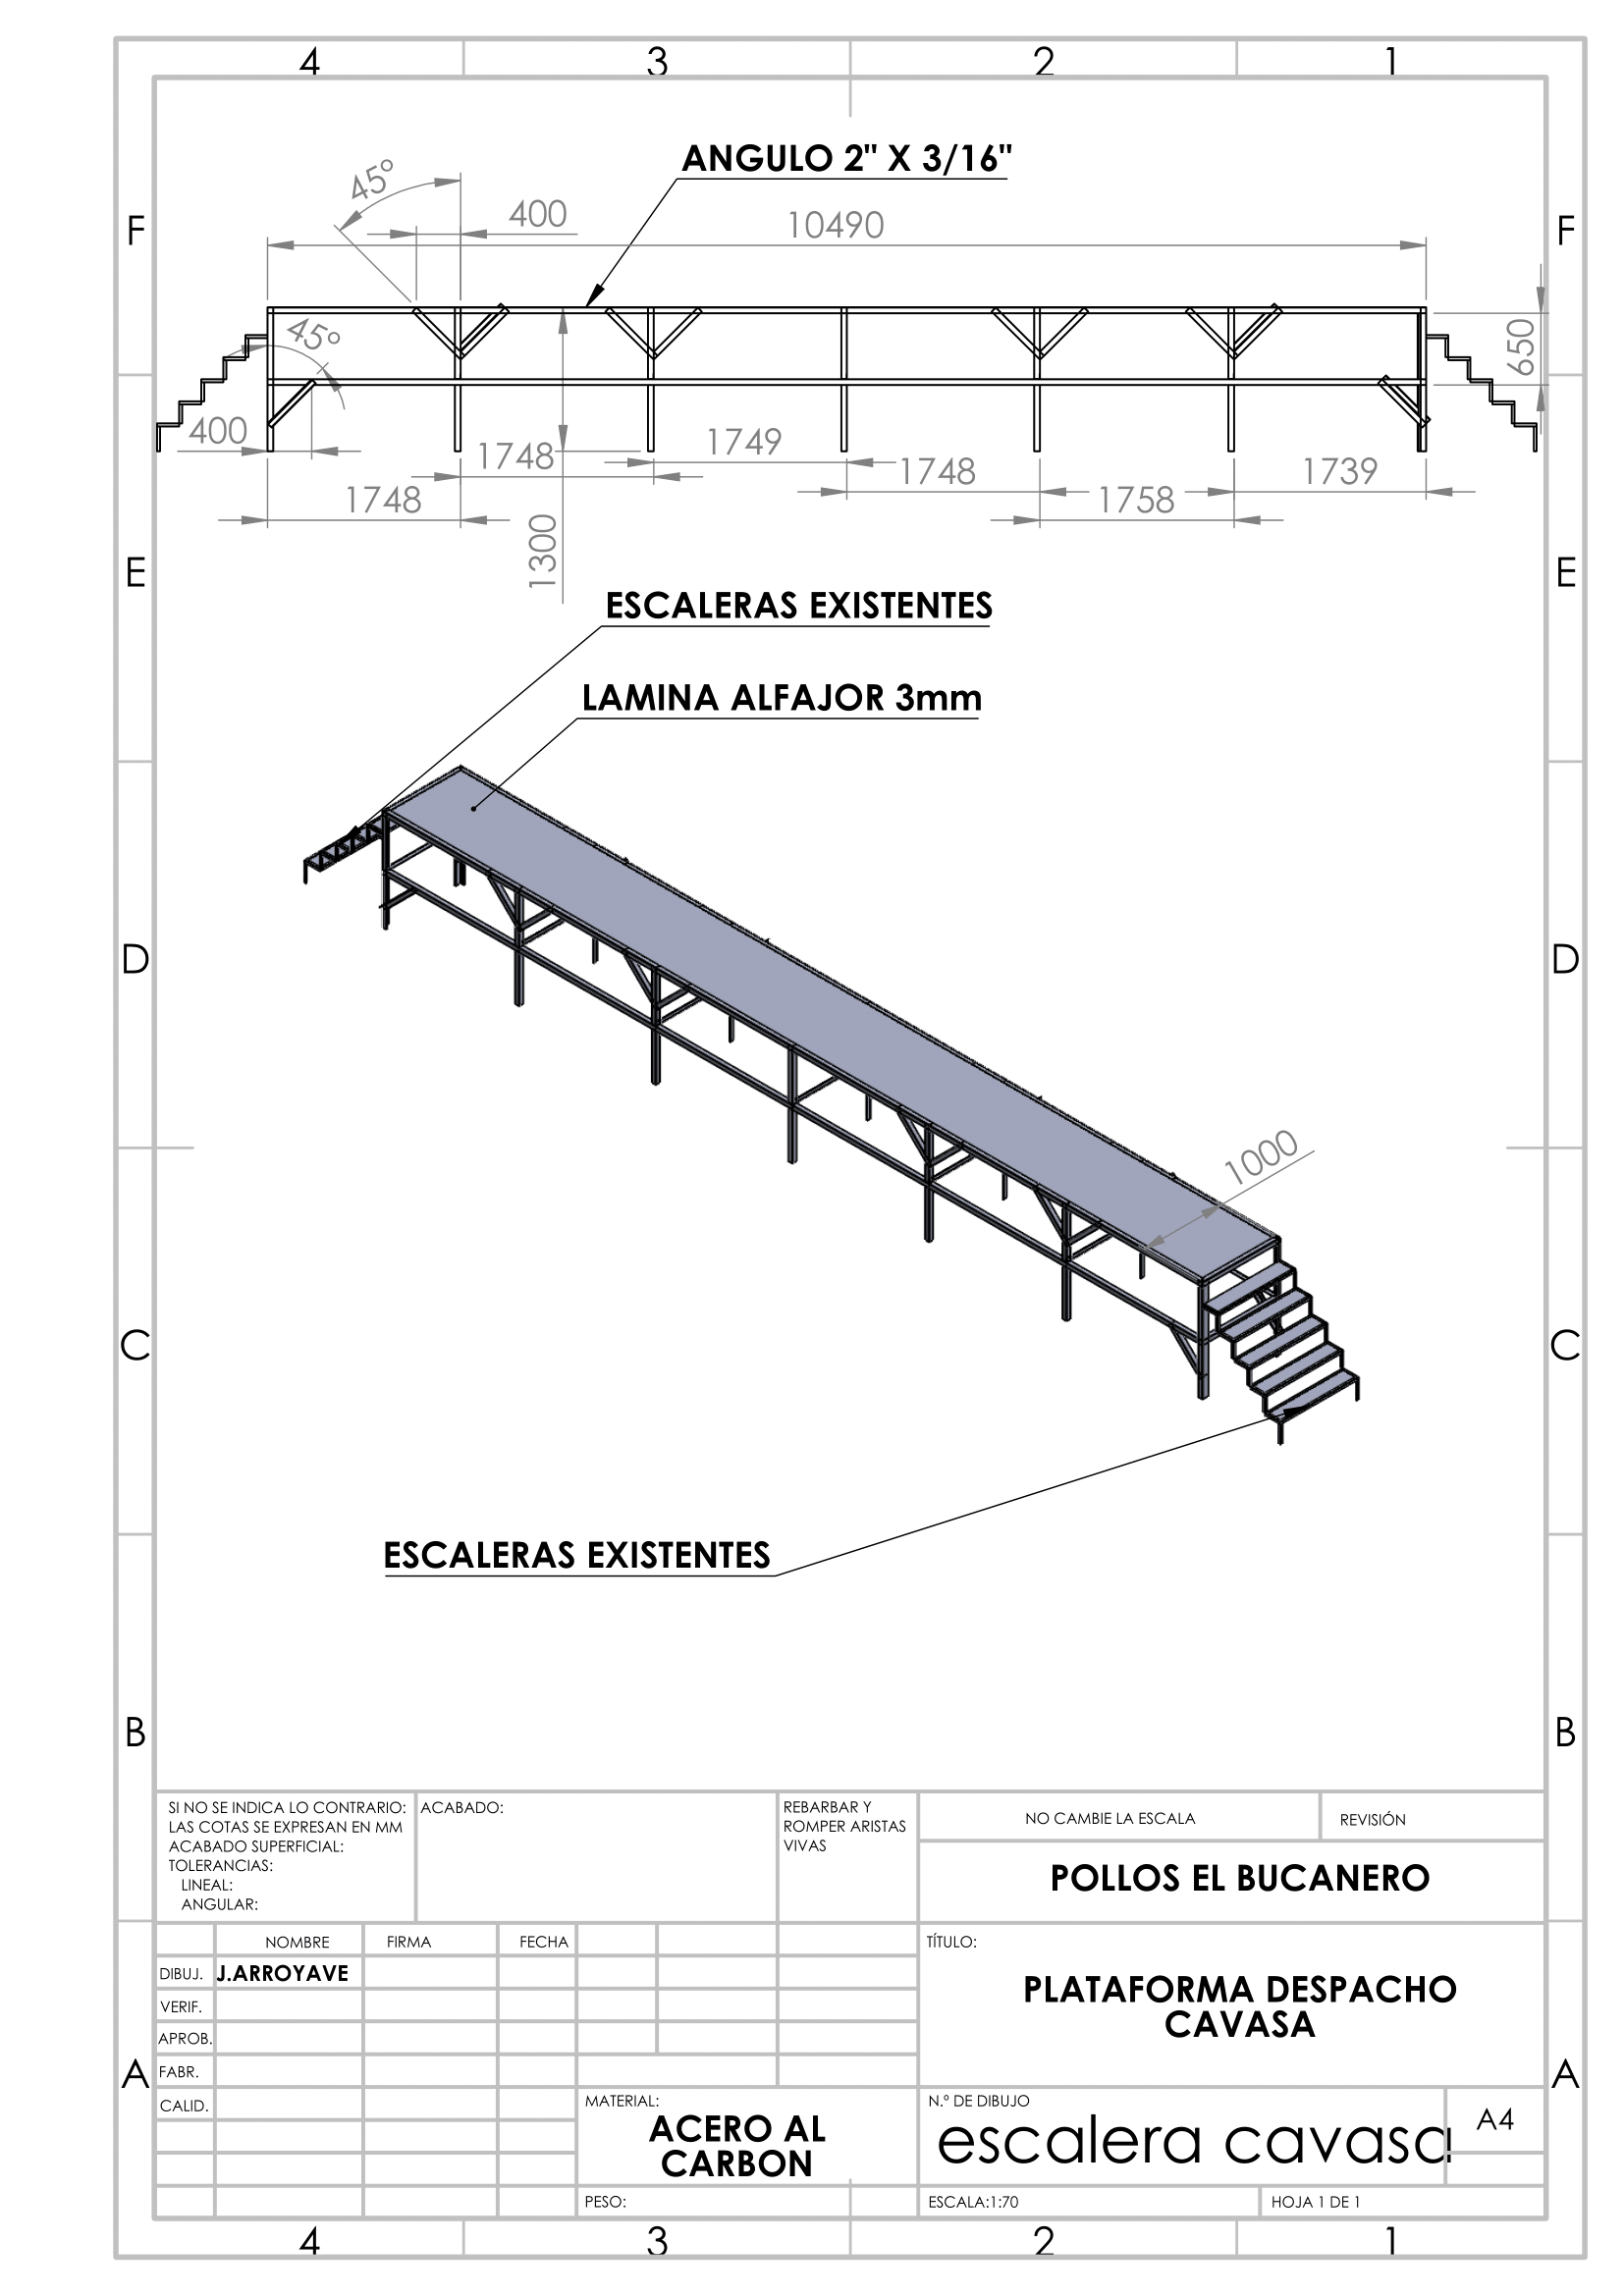 4 3 2 1
ANGULO 2" X 3/16"
45°
400
10490
F F
45°
650
400
1748
1749
1748
1739
1748
1758
1300
E E
ESCALERAS EXISTENTES
LAMINA ALFAJOR 3mm
D D
1000
C C
ESCALERAS EXISTENTES
B B
SI NO SE INDICA LO CONTRARIO:
LAS COTAS SE EXPRESAN EN MM
ACABADO SUPERFICIAL:
TOLERANCIAS:
LINEAL:
ANGULAR:
ACABADO:
REBARBAR Y
ROMPER ARISTAS
VIVAS
NO CAMBIE LA ESCALA
REVISIÓN
POLLOS EL BUCANERO
NOMBRE FIRMA FECHA
DIBUJ. J.ARROYAVE
VERIF.
APROB.
FABR.
CALID.
TÍTULO:
PLATAFORMA DESPACHO
CAVASA
A A
MATERIAL:
ACERO AL
CARBON
N.º DE DIBUJO
escalera cavasa
A4
PESO:
ESCALA:1:70
HOJA 1 DE 1
4 3 2 1